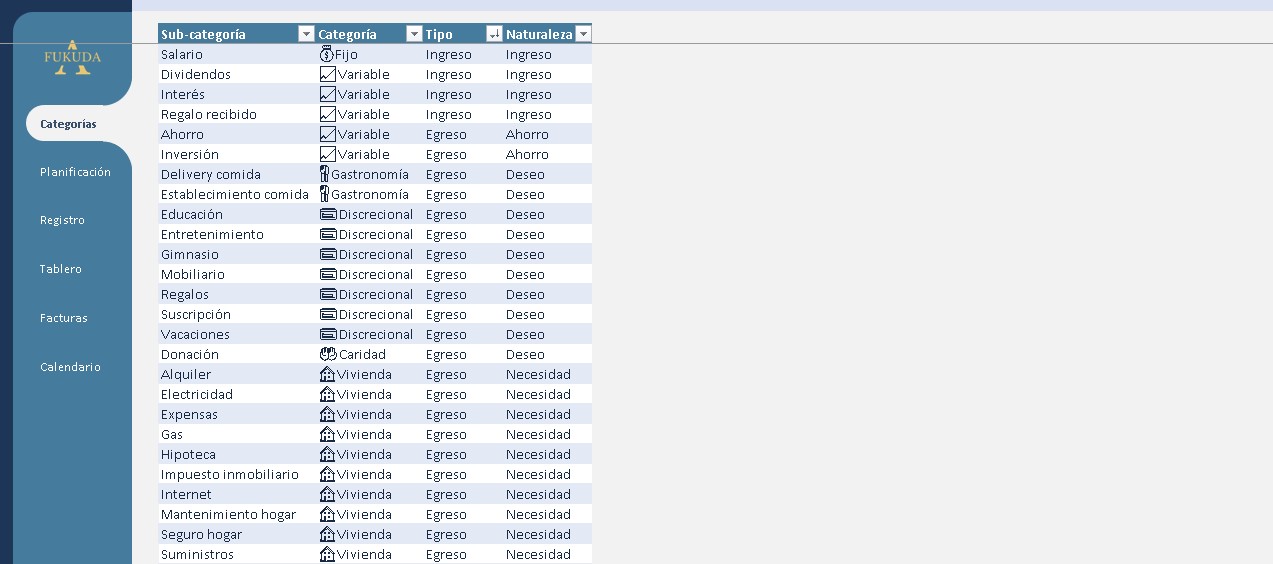 FUKUDA
A
Categorías
Planificación
Registro
Tablero
Facturas
Calendario
Sub-categoría Categoría Tipo Naturaleza
Salario Fijo Ingreso Ingreso
Dividendos Variable Ingreso Ingreso
Interés Variable Ingreso Ingreso
Regalo recibido Variable Ingreso Ingreso
Ahorro Variable Egreso Ahorro
Inversión Variable Egreso Ahorro
Delivery comida Gastronomía Egreso Deseo
Establecimiento comida Gastronomía Egreso Deseo
Educación Discrecional Egreso Deseo
Entretenimiento Discrecional Egreso Deseo
Gimnasio Discrecional Egreso Deseo
Mobiliario Discrecional Egreso Deseo
Regalos Discrecional Egreso Deseo
Suscripción Discrecional Egreso Deseo
Vacaciones Discrecional Egreso Deseo
Donación Caridad Egreso Deseo
Alquiler Vivienda Egreso Necesidad
Electricidad Vivienda Egreso Necesidad
Expensas Vivienda Egreso Necesidad
Gas Vivienda Egreso Necesidad
Hipoteca Vivienda Egreso Necesidad
Impuesto inmobiliario Vivienda Egreso Necesidad
Internet Vivienda Egreso Necesidad
Mantenimiento hogar Vivienda Egreso Necesidad
Seguro hogar Vivienda Egreso Necesidad
Suministros Vivienda Egreso Necesidad